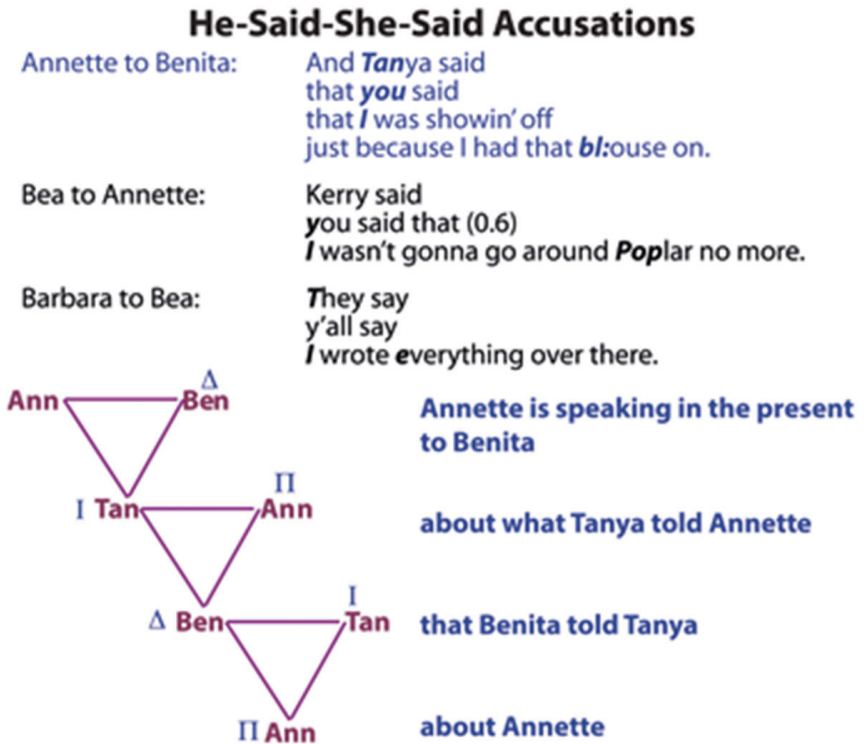 He-Said-She-Said Accusations
Annette to Benita: And Tanya said
that you said
that I was showin' off
just because I had that bl:ouse on.
Bea to Annette: Kerry said
you said that (0.6)
I wasn't gonna go around Poplar no more.
Barbara to Bea: They say
y'all say
I wrote everything over there.
Δ
Ann Ben Annette is speaking in the present
to Benita
Π
I Tan Ann about what Tanya told Annette
I
Δ Ben Tan that Benita told Tanya
Π Ann about Annette